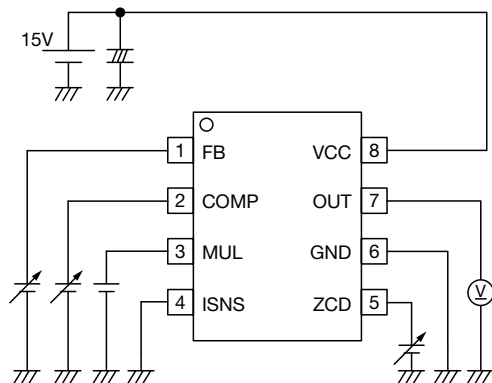 15V
1 FB VCC 8
2 COMP OUT 7
3 MUL GND 6
4 ISNS ZCD 5
V